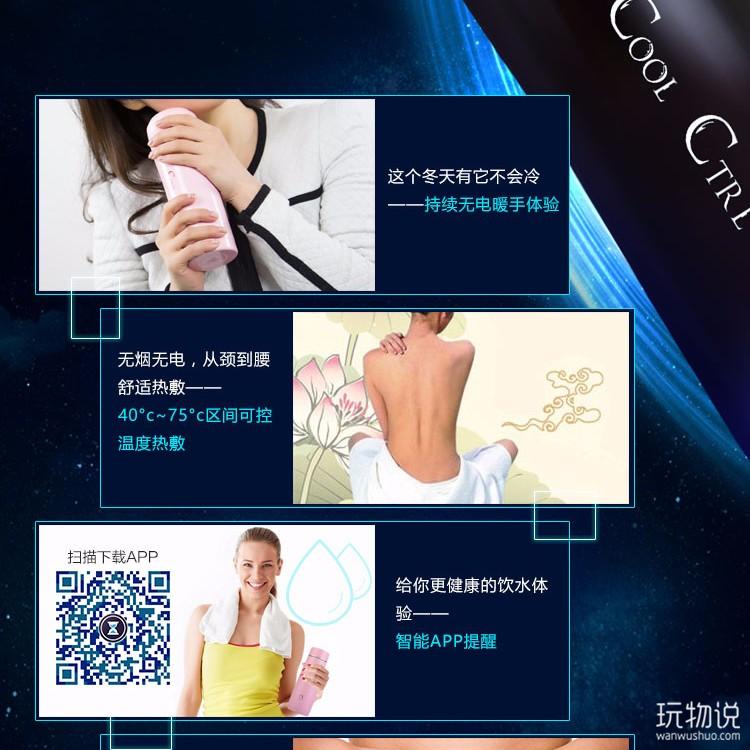 COOL CTRL
这个冬天有它不会冷
——持续无电暖手体验
无烟无电，从颈到腰
舒适热敷——
40°c~75°c区间可控
温度热敷
扫描下载APP
给你更健康的饮水体
验——
智能APP提醒
玩物说
wanwushuo.com